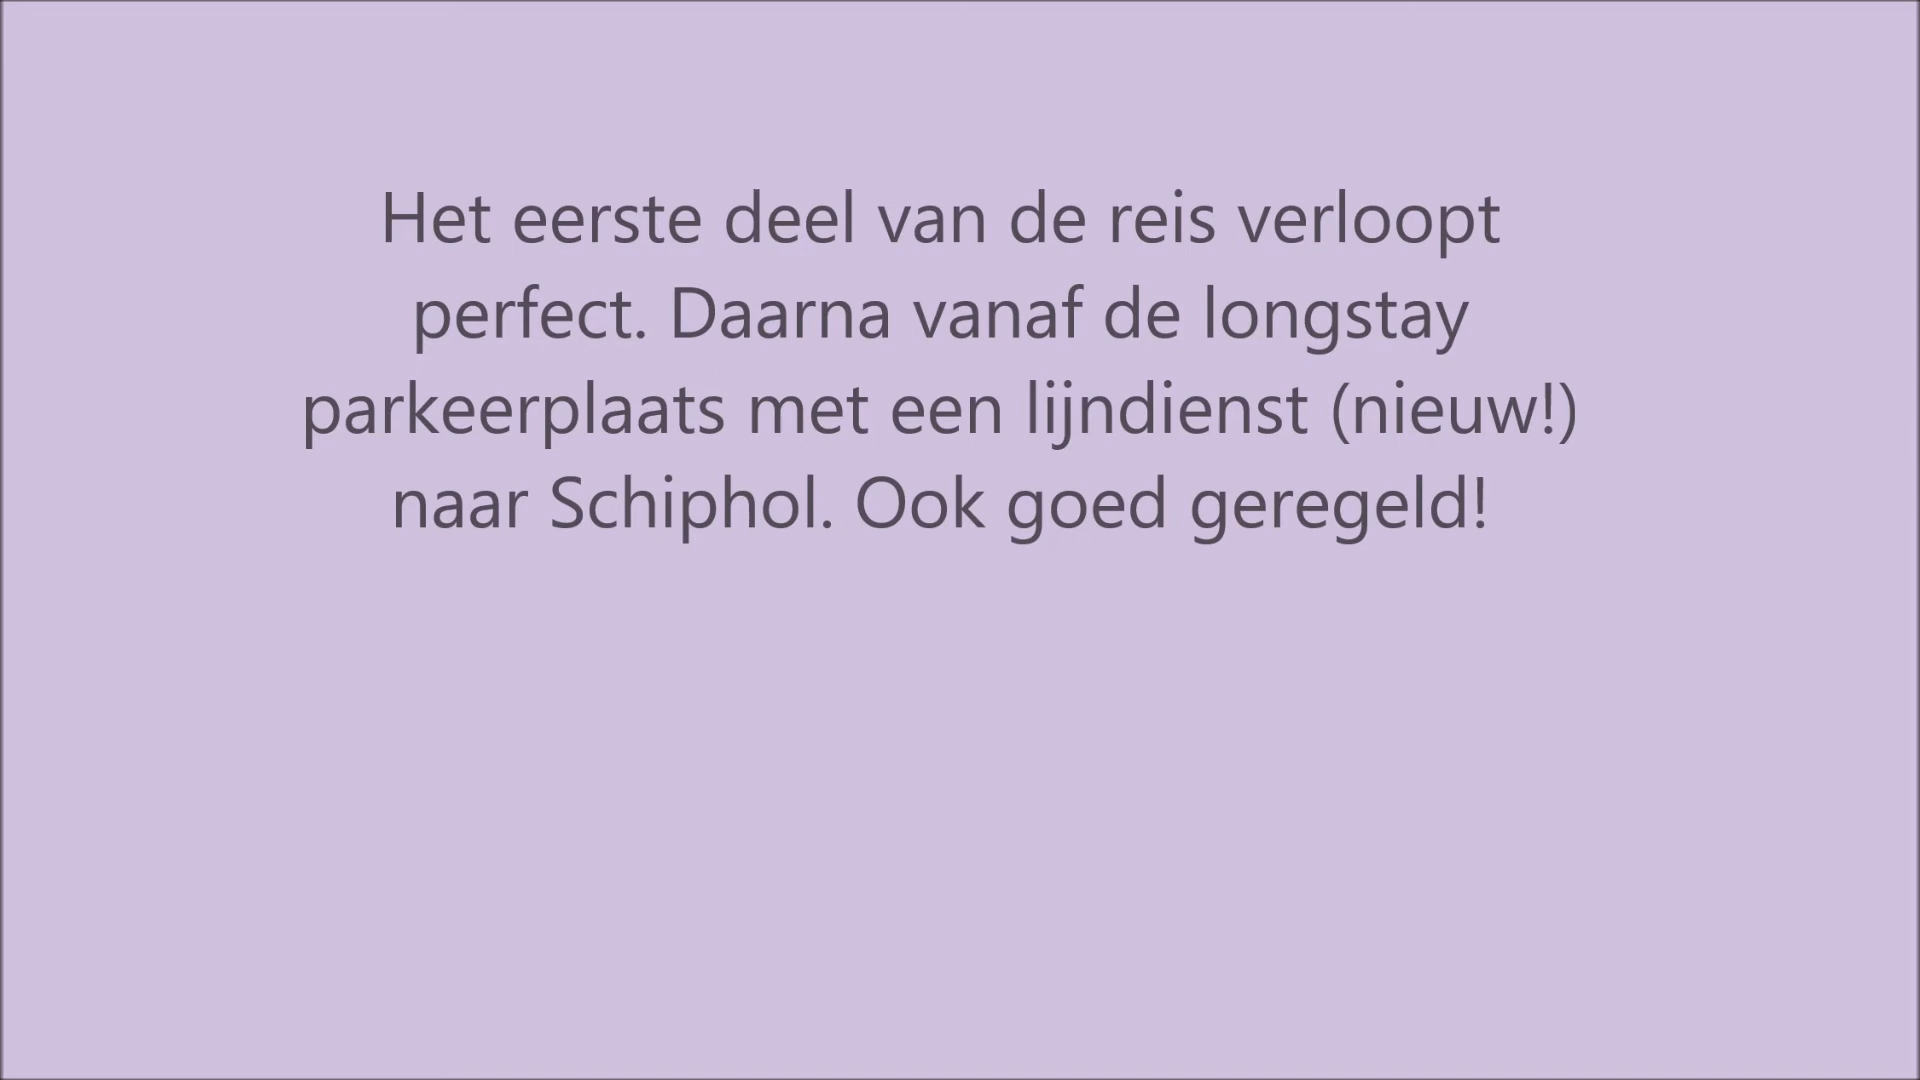 Het eerste deel van de reis verloopt
perfect. Daarna vanaf de longstay
parkeerplaats met een lijndienst (nieuw!)
naar Schiphol. Ook goed geregeld!